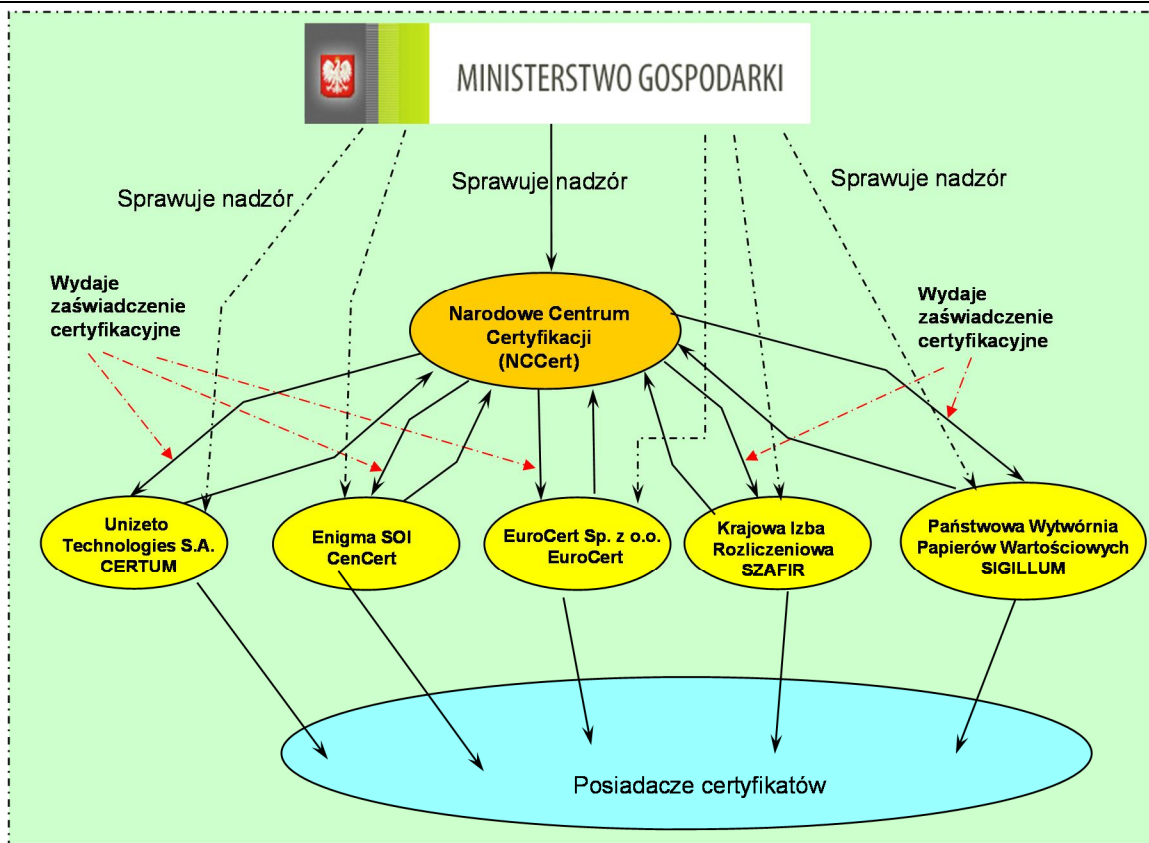 MINISTERSTWO GOSPODARKI
Sprawuje nadzór
Sprawuje nadzór
Sprawuje nadzór
Wydaje
zaświadczenie
certyfikacyjne
Narodowe Centrum
Certyfikacji
(NCCert)
Wydaje
zaświadczenie
certyfikacyjne
Unizeto
Technologies S.A.
CERTUM
Enigma SOI
CenCert
EuroCert Sp. z o.o.
EuroCert
Krajowa Izba
Rozliczeniowa
SZAFIR
Państwowa Wytwórnia
Papierów Wartościowych
SIGILLUM
Posiadacze certyfikatów